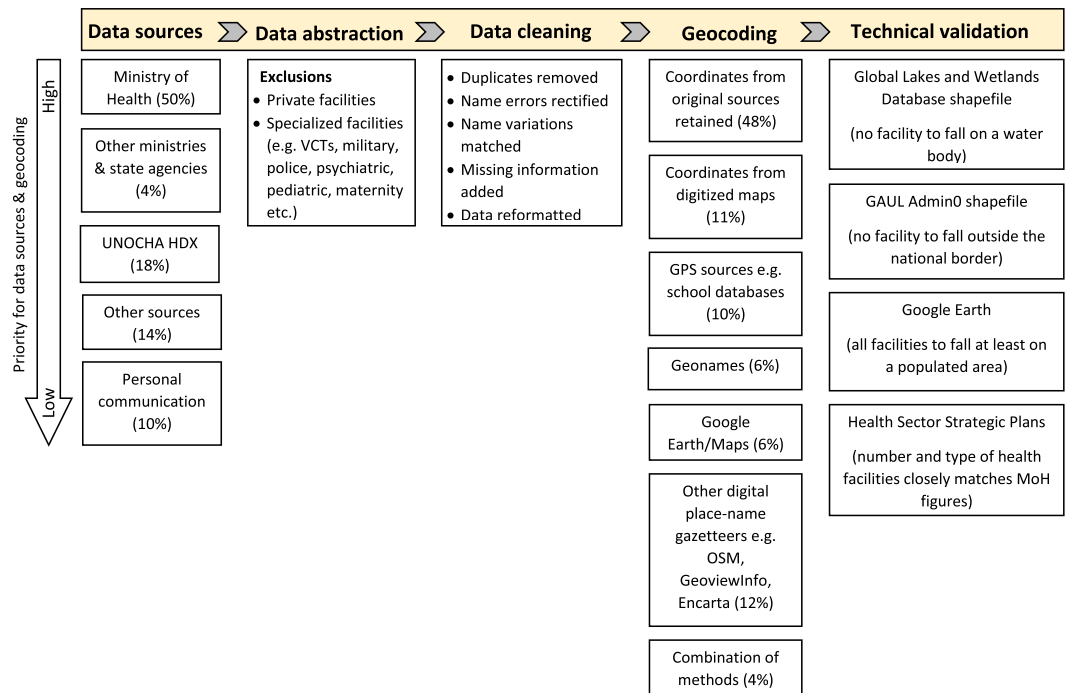 Data sources
Data abstraction
Data cleaning
Geocoding
Technical validation
Priority for data sources & geocoding
High
Low
Ministry of
Health (50%)
Other ministries
& state agencies
(4%)
UNOCHA HDX
(18%)
Other sources
(14%)
Personal
communication
(10%)
Exclusions
• Private facilities
• Specialized facilities
(e.g. VCTs, military,
police, psychiatric,
pediatric, maternity
etc.)
• Duplicates removed
• Name errors rectified
• Name variations
matched
• Missing information
added
• Data reformatted
Coordinates from
original sources
retained (48%)
Coordinates from
digitized maps
(11%)
GPS sources e.g.
school databases
(10%)
Geonames (6%)
Google
Earth/Maps (6%)
Other digital
place-name
gazetteers e.g.
OSM,
GeoviewInfo,
Encarta (12%)
Combination of
methods (4%)
Global Lakes and Wetlands
Database shapefile
(no facility to fall on a water
body)
GAUL Admin0 shapefile
(no facility to fall outside the
national border)
Google Earth
(all facilities to fall at least on
a populated area)
Health Sector Strategic Plans
(number and type of health
facilities closely matches MoH
figures)